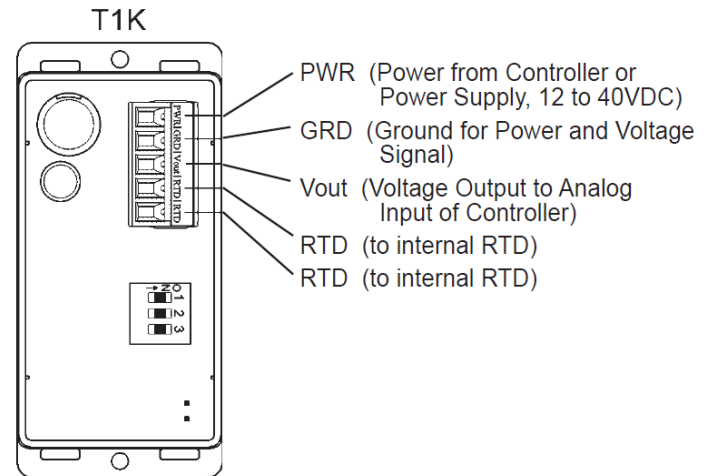 T1K
PWR (Power from Controller or
Power Supply, 12 to 40VDC)
GRD (Ground for Power and Voltage
Signal)
Vout (Voltage Output to Analog
Input of Controller)
RTD (to internal RTD)
RTD (to internal RTD)
PWR|GRD|Vout|RTD|RTD
ON →
1
2
3